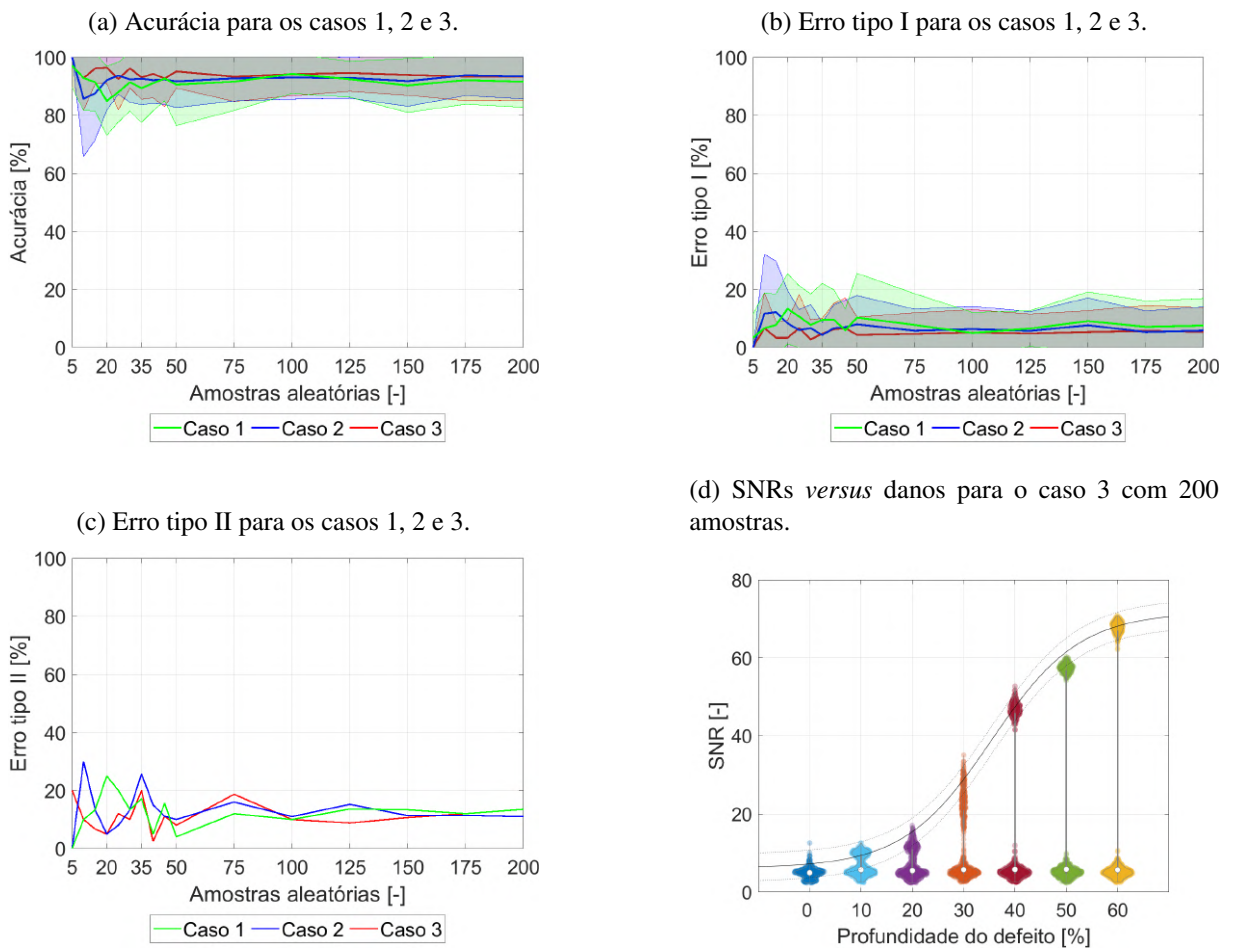 (a) Acurácia para os casos 1, 2 e 3.
100
80
60
40
20
0
Acurácia [%]
5 20 35 50 75 100 125 150 175 200
Amostras aleatórias [-]
Caso 1 Caso 2 Caso 3
(b) Erro tipo I para os casos 1, 2 e 3.
100
80
60
40
20
0
Erro tipo I [%]
5 20 35 50 75 100 125 150 175 200
Amostras aleatórias [-]
Caso 1 Caso 2 Caso 3
(c) Erro tipo II para os casos 1, 2 e 3.
100
80
60
40
20
0
Erro tipo II [%]
5 20 35 50 75 100 125 150 175 200
Amostras aleatórias [-]
Caso 1 Caso 2 Caso 3
(d) SNRs versus danos para o caso 3 com 200
amostras.
80
60
40
20
0
SNR [-]
0 10 20 30 40 50 60
Profundidade do defeito [%]